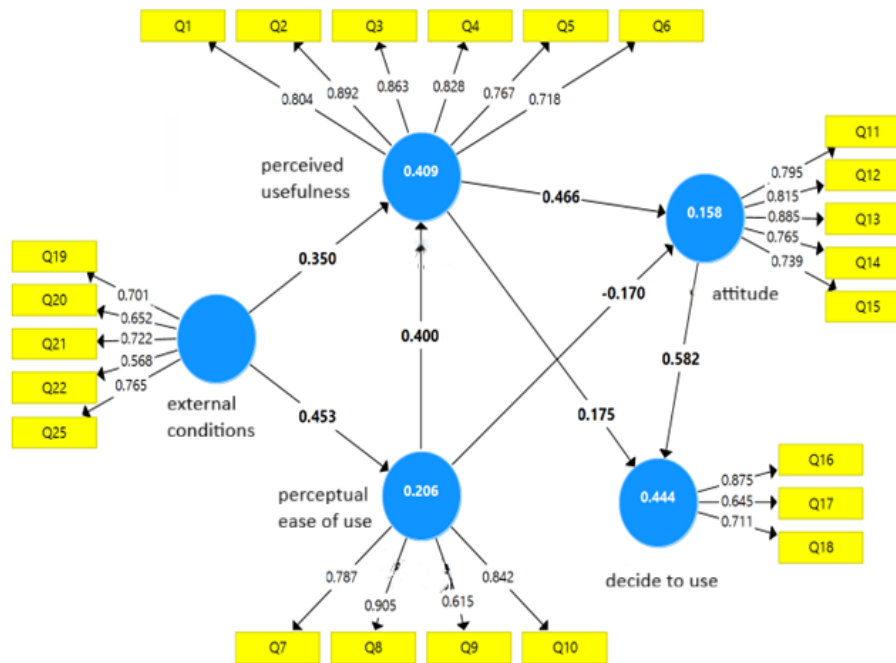 Q1 Q2 Q3 Q4 Q5 Q6
0.804 0.892 0.863 0.828 0.767 0.718
perceived
usefulness
0.409
0.466
0.158
attitude
Q11
Q12
Q13
Q14
Q15
0.795
0.815
0.885
0.765
0.739
Q19
Q20
Q21
Q22
Q25
0.701
0.652
0.722
0.568
0.765
external
conditions
0.350
0.453
0.400
-0.170
0.175
0.582
perceptual
ease of use
0.206
0.787 0.905 0.615 0.842
Q7 Q8 Q9 Q10
0.444
decide to use
0.875
0.645
0.711
Q16
Q17
Q18